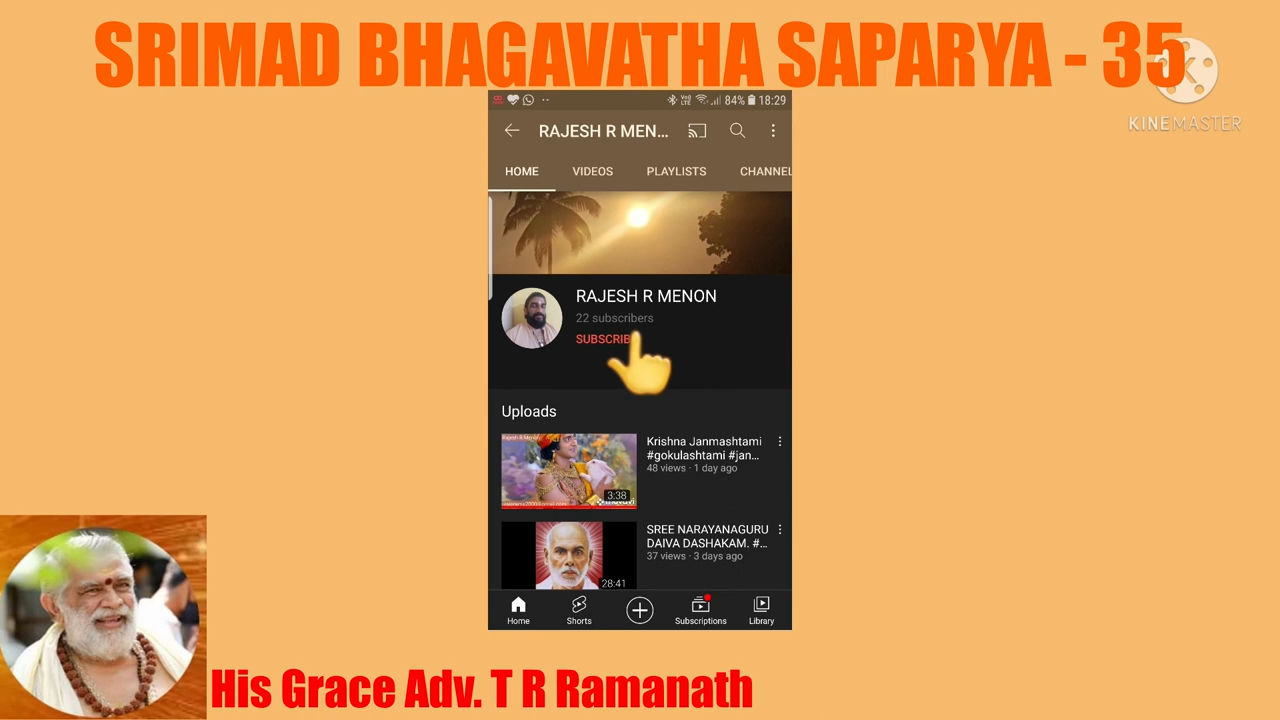 SRIMAD BHAGAVATHA SAPARYA - 35
KINEMASTER
84% 18:29
RAJESH R MEN...
HOME VIDEOS PLAYLISTS CHANNEL
RAJESH R MENON
22 subscribers
SUBSCRIB
Uploads
Rajesh R Menon
Krishna Janmashtami
#gokulashtami #jan...
48 views · 1 day ago
3:38
SREE NARAYANAGURU
DAIVA DASHAKAM. #...
37 views · 3 days ago
28:41
Home Shorts Subscriptions Library
His Grace Adv. T R Ramanath